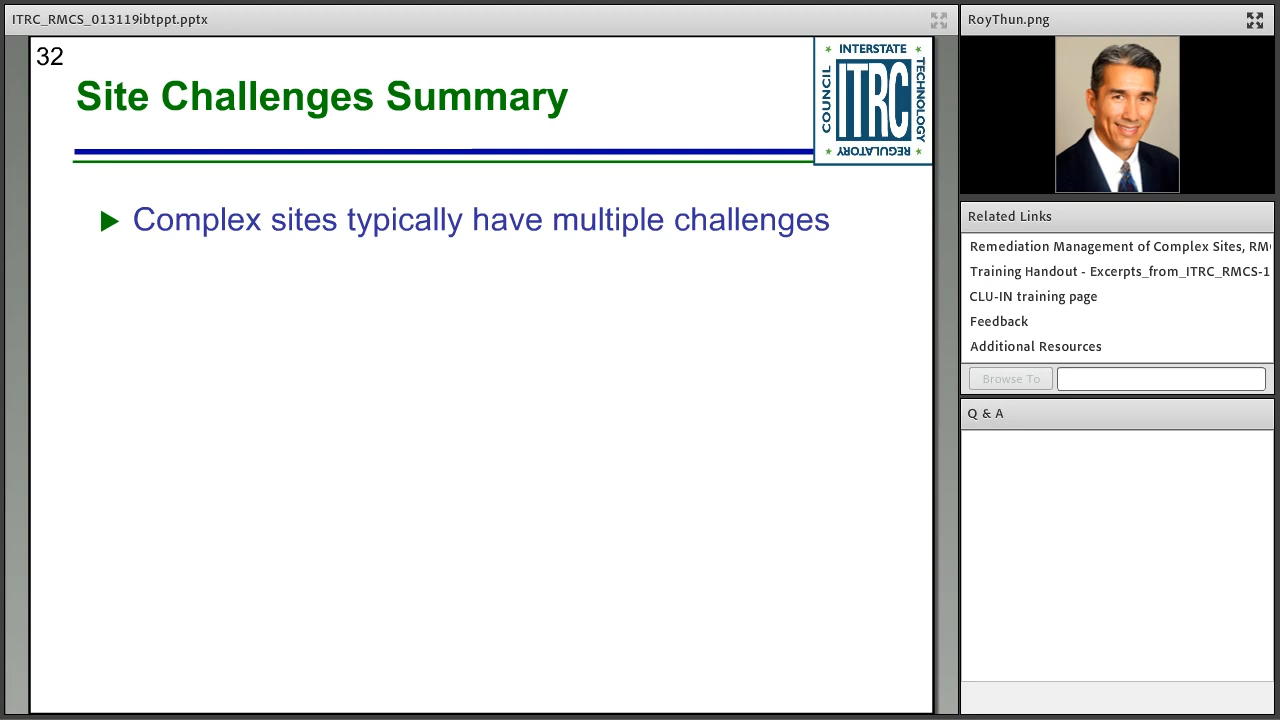 ITRC_RMCS_013119ibtppt.pptx
32
Site Challenges Summary
INTERSTATE
TECHNOLOGY
REGULATORY
COUNCIL
ITRC
Complex sites typically have multiple challenges
RoyThun.png
Related Links
Remediation Management of Complex Sites, RM
Training Handout - Excerpts_from_ITRC_RMCS-1
CLU-IN training page
Feedback
Additional Resources
Browse To
Q & A